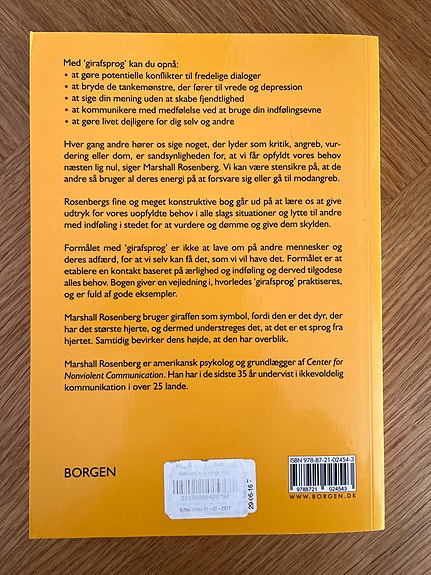 Med 'girafsprog' kan du opnå:
• at gøre potentielle konflikter til fredelige dialoger
• at bryde de tankemønstre, der fører til vrede og depression
• at sige din mening uden at skabe fjendtlighed
• at kommunikere med medfølelse ved at bruge din indfølingsevne
• at gøre livet dejligere for dig selv og andre
Hver gang andre hører os sige noget, der lyder som kritik, angreb, vur-
dering eller dom, er sandsynligheden for, at vi får opfyldt vores behov
næsten lig nul, siger Marshall Rosenberg. Vi kan være stensikre på, at de
andre så bruger al deres energi på at forsvare sig eller gå til modangreb.
Rosenbergs fine og meget konstruktive bog går ud på at lære os at give
udtryk for vores uopfyldte behov i alle slags situationer og lytte til andre
med indføling i stedet for at vurdere og dømme og give dem skylden.
Formålet med 'girafsprog' er ikke at lave om på andre mennesker og
deres adfærd, for at vi selv kan få det, som vi vil have det. Formålet er at
etablere en kontakt baseret på ærlighed og indføling og derved tilgodese
alles behov. Bogen giver en vejledning i, hvorledes 'girafsprog' praktiseres,
og er fuld af gode eksempler.
Marshall Rosenberg bruger giraffen som symbol, fordi den er det dyr, der
har det største hjerte, og dermed understreges det, at det er et sprog fra
hjertet. Samtidig bevirker dens højde, at den har overblik.
Marshall Rosenberg er amerikansk psykolog og grundlægger af Center for
Nonviolent Communication. Han har i de sidste 35 år undervist i ikkevoldelig
kommunikation i over 25 lande.
BORGEN
29-06-16
ISBN 978-87-21-02454-3
9788721 024543
WWW.BORGEN.DK